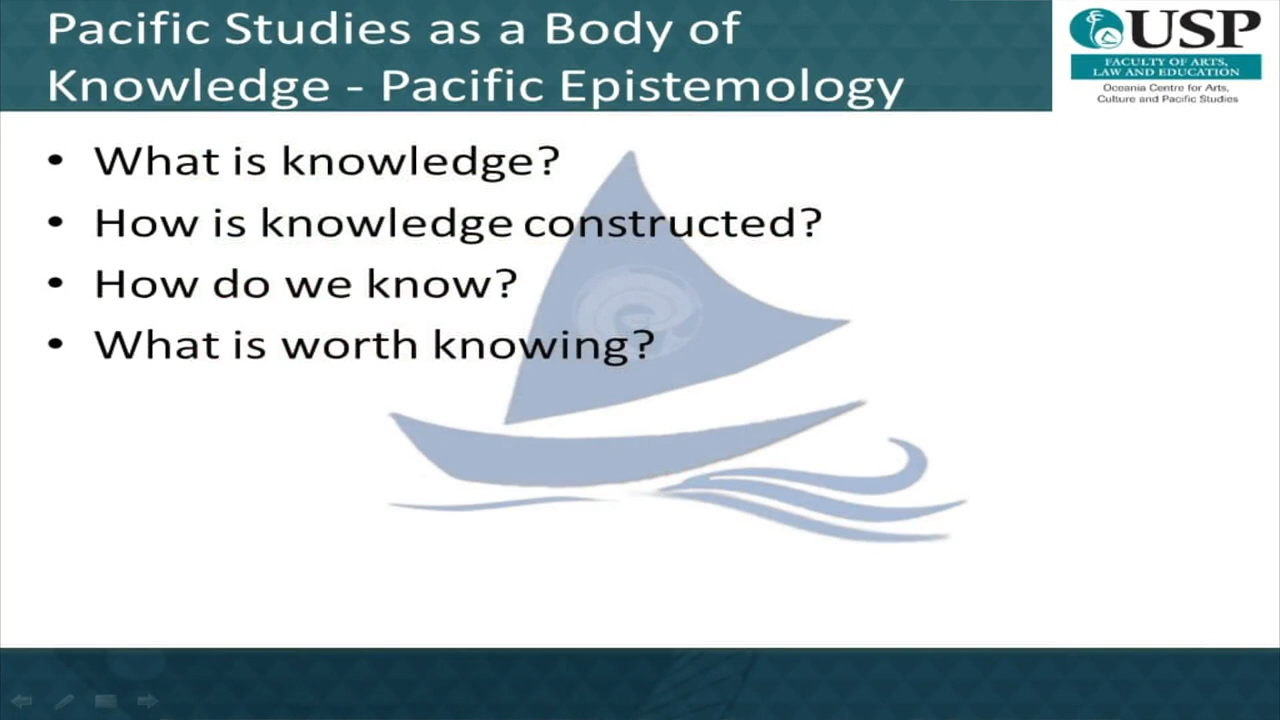 Pacific Studies as a Body of
Knowledge - Pacific Epistemology
USP
FACULTY OF ARTS,
LAW AND EDUCATION
Oceania Centre for Arts,
Culture and Pacific Studies
• What is knowledge?
• How is knowledge constructed?
• How do we know?
• What is worth knowing?